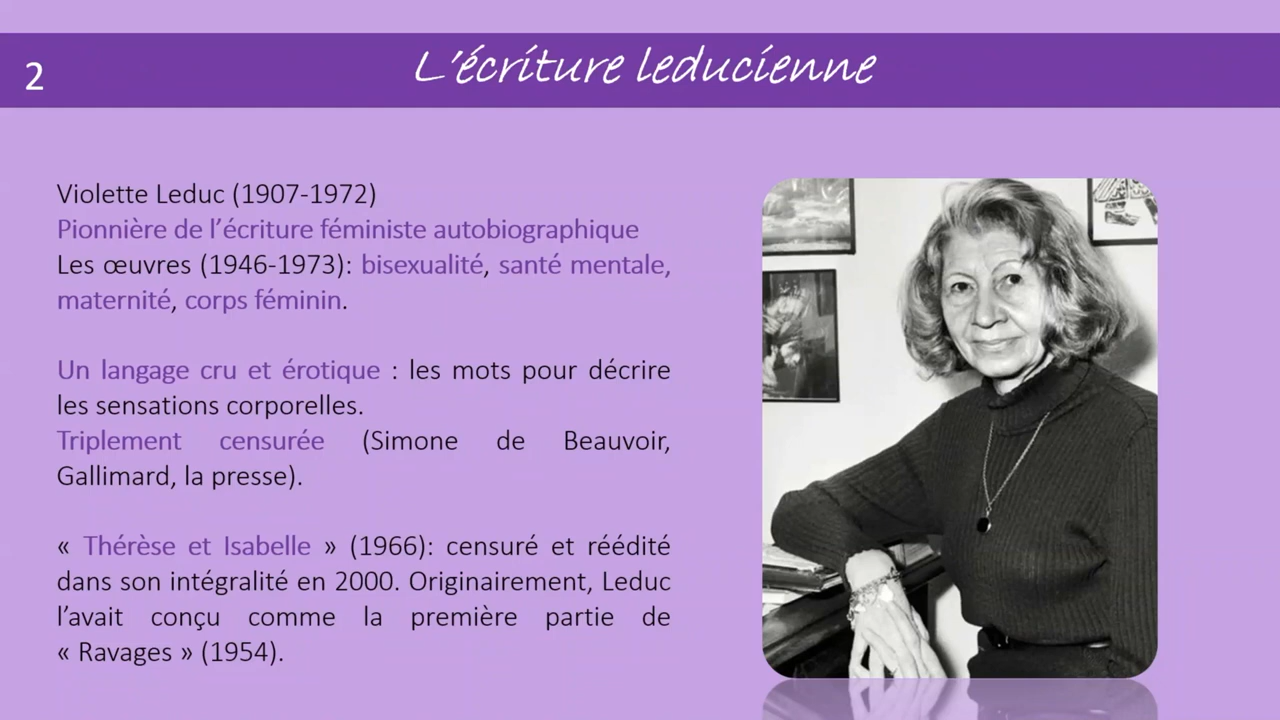 2
L'écriture leducienne
Violette Leduc (1907-1972)
Pionnière de l'écriture féministe autobiographique
Les œuvres (1946-1973): bisexualité, santé mentale,
maternité, corps féminin.
Un langage cru et érotique : les mots pour décrire
les sensations corporelles.
Triplement censurée (Simone de Beauvoir,
Gallimard, la presse).
« Thérèse et Isabelle » (1966): censuré et réédité
dans son intégralité en 2000. Originairement, Leduc
l'avait conçu comme la première partie de
« Ravages » (1954).